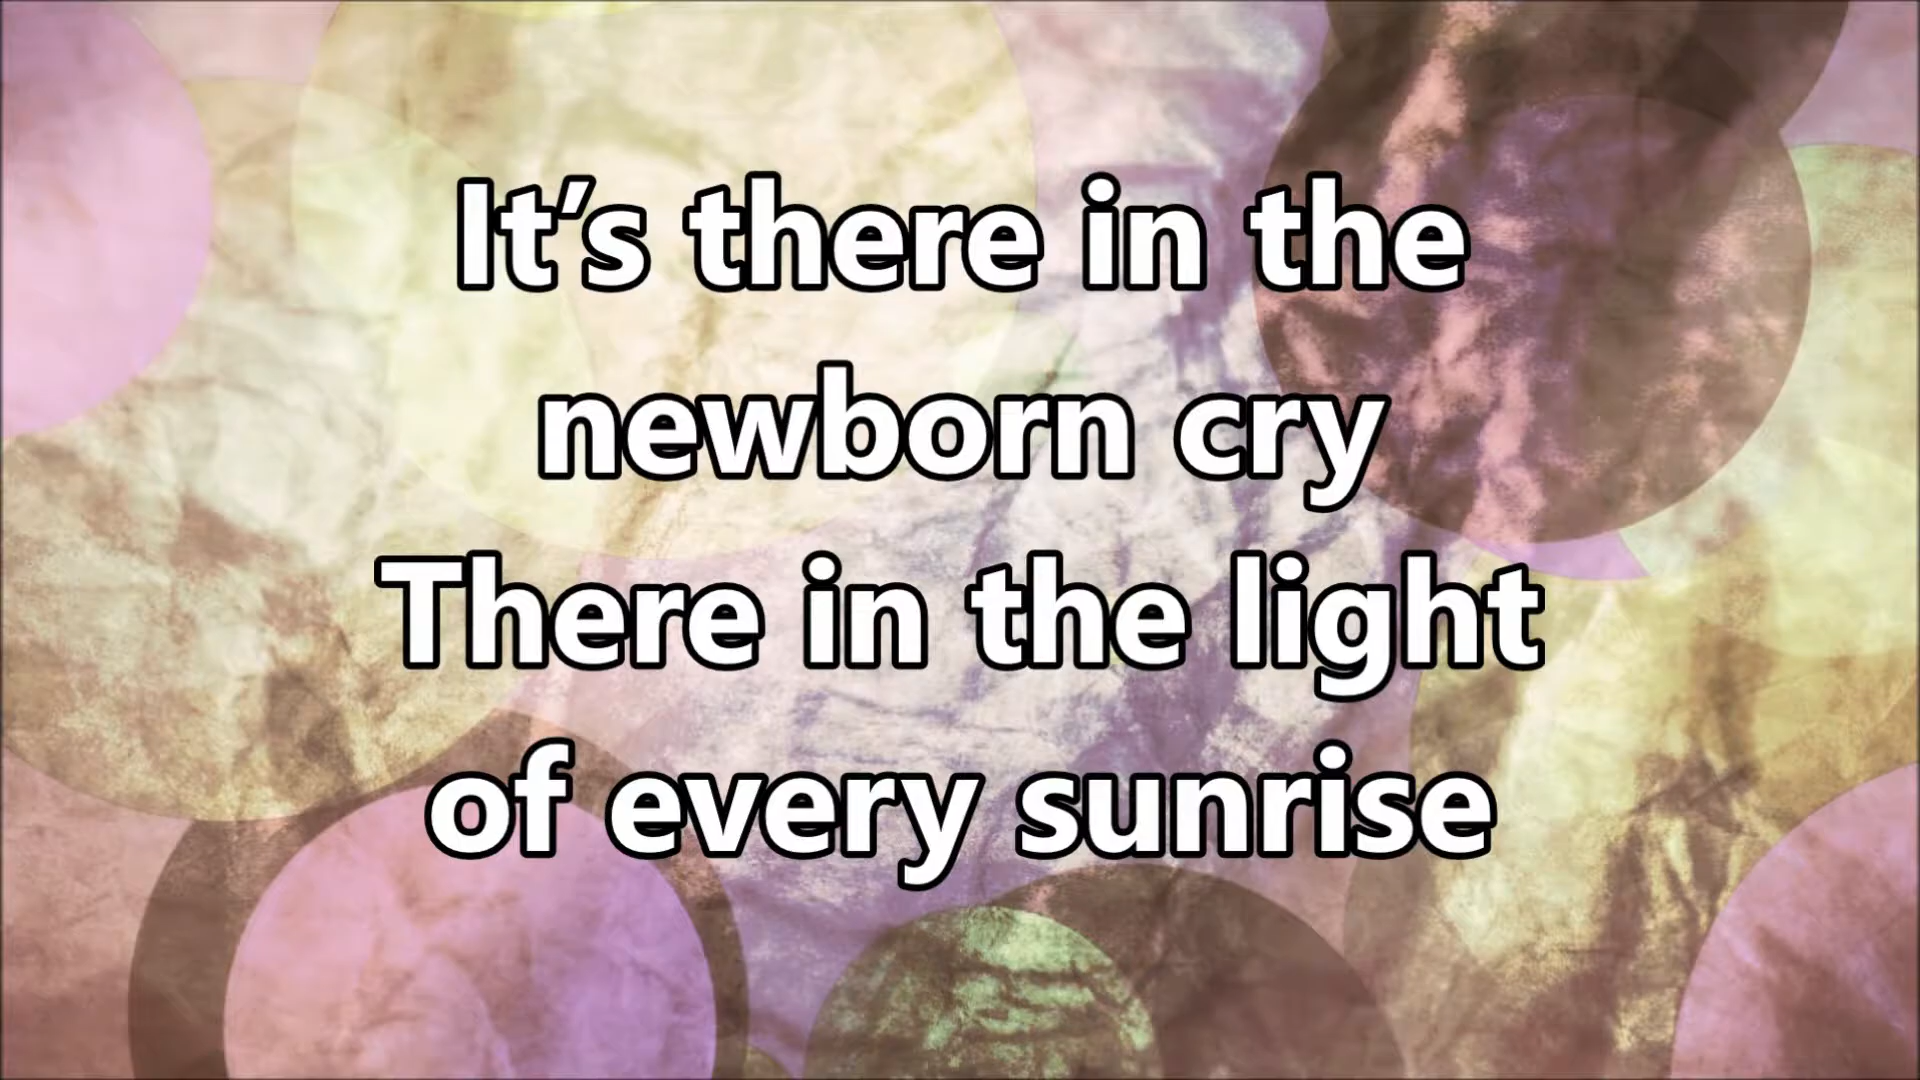 It’s there in the
newborn cry
There in the light
of every sunrise